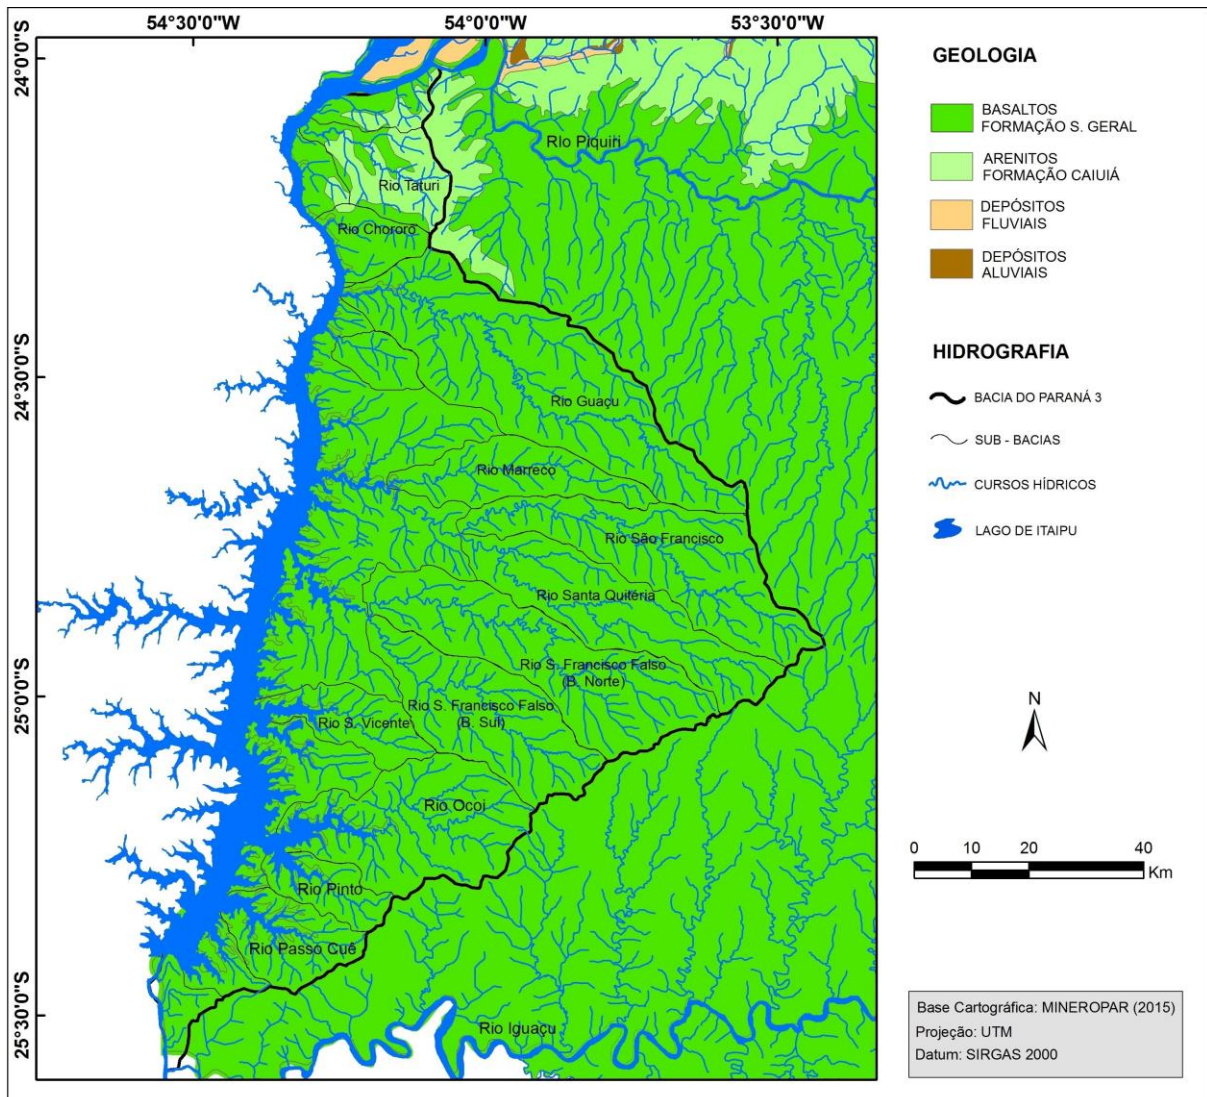 54°30'0"W
54°0'0"W
53°30'0"W
24°0'0"S
24°30'0"S
25°0'0"S
25°30'0"S
RIo Piquiri
Rio Taturi
Rio Chororo
Rio Guaçu
Rio Marreco
Rio São Francisco
Rio Santa Quitéria
Rio S. Francisco Falso
(B. Norte)
Rio S. Francisco Falso
(B. Sul)
Rio S. Vicente
Rio Ocoi
Rio Pinto
Rio Passo Cuê
Rio Iguaçu
GEOLOGIA
BASALTOS
FORMAÇÃO S. GERAL
ARENITOS
FORMAÇÃO CAIUIÁ
DEPÓSITOS
FLUVIAIS
DEPÓSITOS
ALUVIAIS
HIDROGRAFIA
BACIA DO PARANÁ 3
SUB - BACIAS
CURSOS HÍDRICOS
LAGO DE ITAIPU
N
0 10 20 40
Km
Base Cartográfica: MINEROPAR (2015)
Projeção: UTM
Datum: SIRGAS 2000